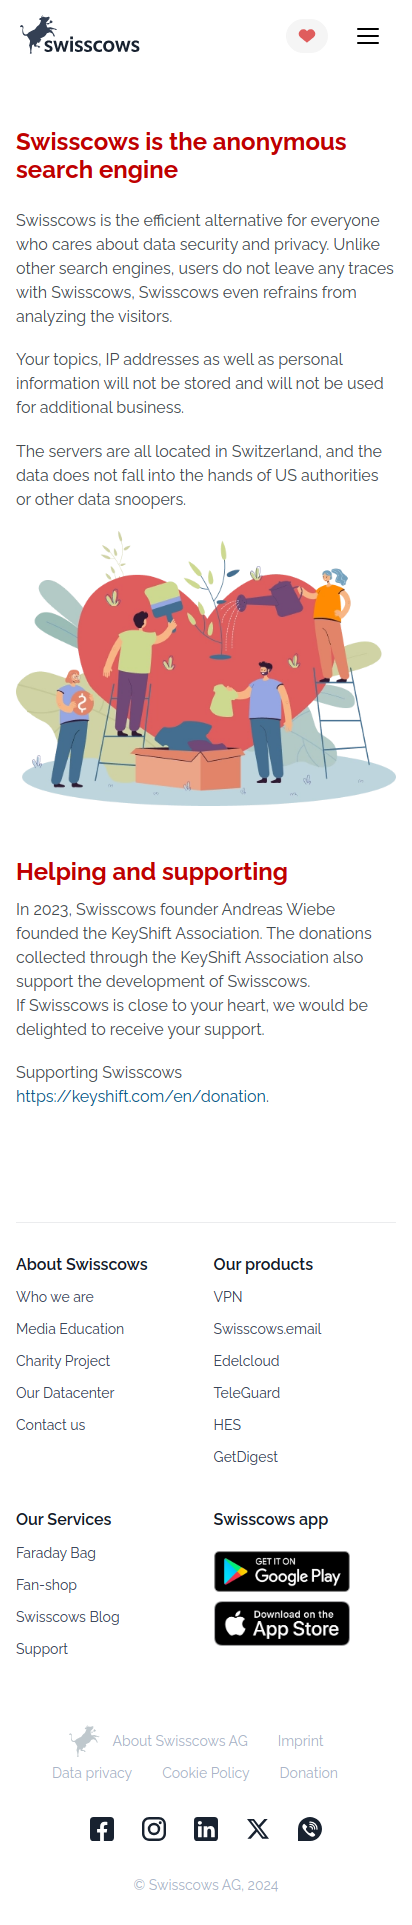 swisscows
Swisscows is the anonymous
search engine
Swisscows is the efficient alternative for everyone
who cares about data security and privacy. Unlike
other search engines, users do not leave any traces
with Swisscows, Swisscows even refrains from
analyzing the visitors.
Your topics, IP addresses as well as personal
information will not be stored and will not be used
for additional business.
The servers are all located in Switzerland, and the
data does not fall into the hands of US authorities
or other data snoopers.
Helping and supporting
In 2023, Swisscows founder Andreas Wiebe
founded the KeyShift Association. The donations
collected through the KeyShift Association also
support the development of Swisscows.
If Swisscows is close to your heart, we would be
delighted to receive your support.
Supporting Swisscows
https://keyshift.com/en/donation.
About Swisscows
Who we are
Media Education
Charity Project
Our Datacenter
Contact us
Our products
VPN
Swisscows.email
Edelcloud
TeleGuard
HES
GetDigest
Our Services
Faraday Bag
Fan-shop
Swisscows Blog
Support
Swisscows app
GET IT ON
Google Play
Download on the
App Store
About Swisscows AG Imprint
Data privacy Cookie Policy Donation
© Swisscows AG, 2024